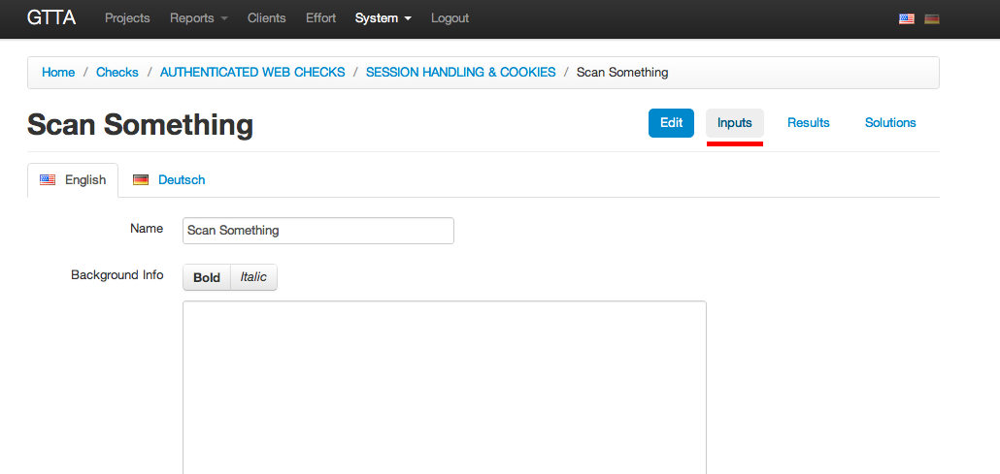 GTTA Projects Reports Clients Effort System Logout
Home / Checks / AUTHENTICATED WEB CHECKS / SESSION HANDLING & COOKIES / Scan Something
Scan Something
Edit Inputs Results Solutions
English Deutsch
Name Scan Something
Background Info Bold Italic